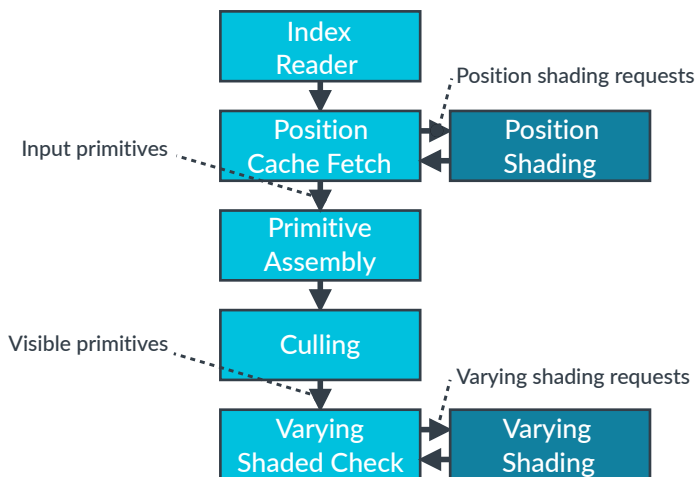 Index
Reader
Position shading requests
Position
Cache Fetch
Position
Shading
Input primitives
Primitive
Assembly
Visible primitives
Culling
Varying shading requests
Varying
Shaded Check
Varying
Shading